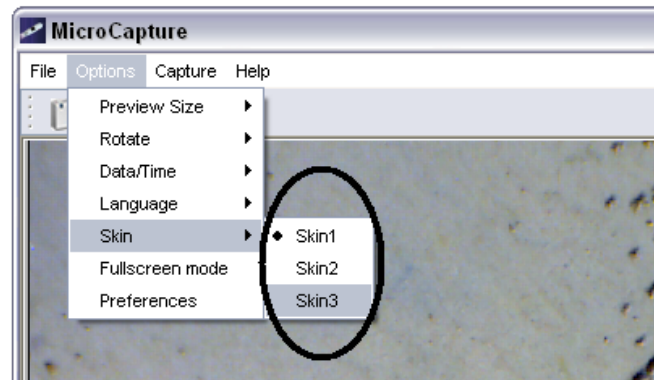 MicroCapture
File Options Capture Help
Preview Size
Rotate
Data/Time
Language
Skin
Fullscreen mode
Preferences
Skin1
Skin2
Skin3